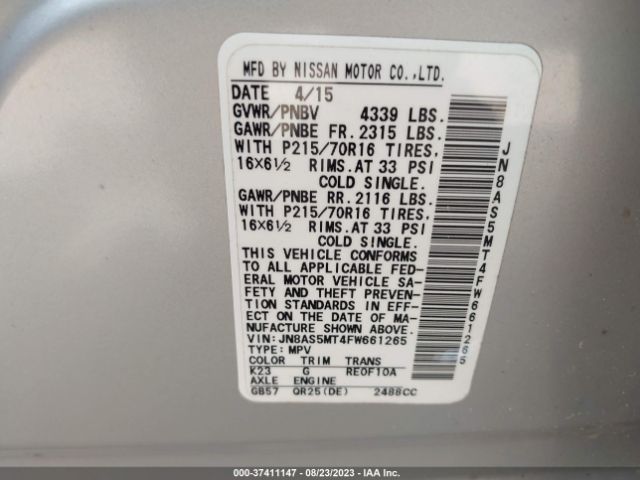 MFD BY NISSAN MOTOR CO.,LTD.
DATE 4/15
GVWR/PNBV 4339 LBS.
GAWR/PNBE FR. 2315 LBS.
WITH P215/70R16 TIRES,
16X6½ RIMS.AT 33 PSI
COLD SINGLE.
GAWR/PNBE RR. 2116 LBS.
WITH P215/70R16 TIRES,
16X6½ RIMS.AT 33 PSI
COLD SINGLE.
THIS VEHICLE CONFORMS
TO ALL APPLICABLE FED-
ERAL MOTOR VEHICLE SA-
FETY AND THEFT PREVEN-
TION STANDARDS IN EFF-
ECT ON THE DATE OF MA-
NUFACTURE SHOWN ABOVE.
VIN: JN8AS5MT4FW661265
TYPE: MPV
COLOR TRIM TRANS
K23 G RE0F10A
AXLE ENGINE
GB57 QR25(DE) 2488CC
JN8AS5MT4FW661265
000-37411147 - 08/23/2023 - IAA Inc.